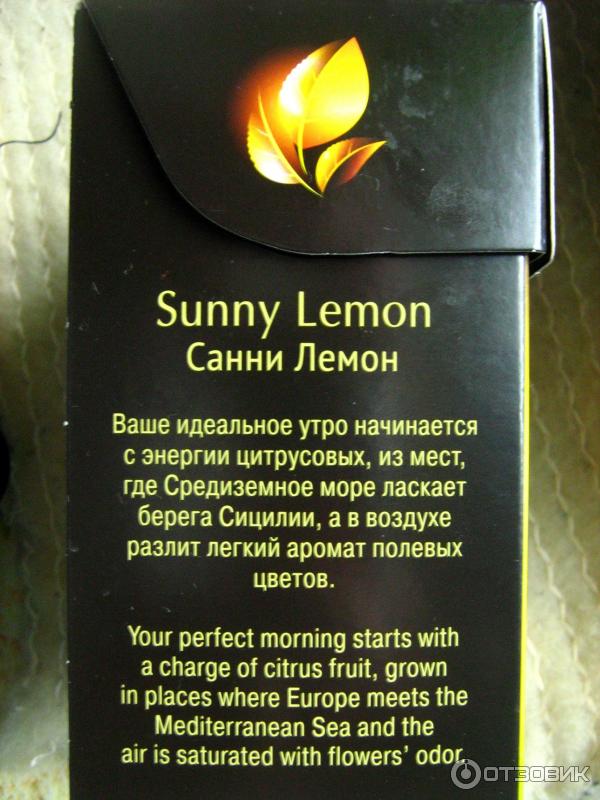 Sunny Lemon
Санни Лемон
Ваше идеальное утро начинается
с энергии цитрусовых, из мест,
где Средиземное море ласкает
берега Сицилии, а в воздухе
разлит легкий аромат полевых
цветов.
Your perfect morning starts with
a charge of citrus fruit, grown
in places where Europe meets the
Mediterranean Sea and the
air is saturated with flowers’ odor.
ОТЗОВИК